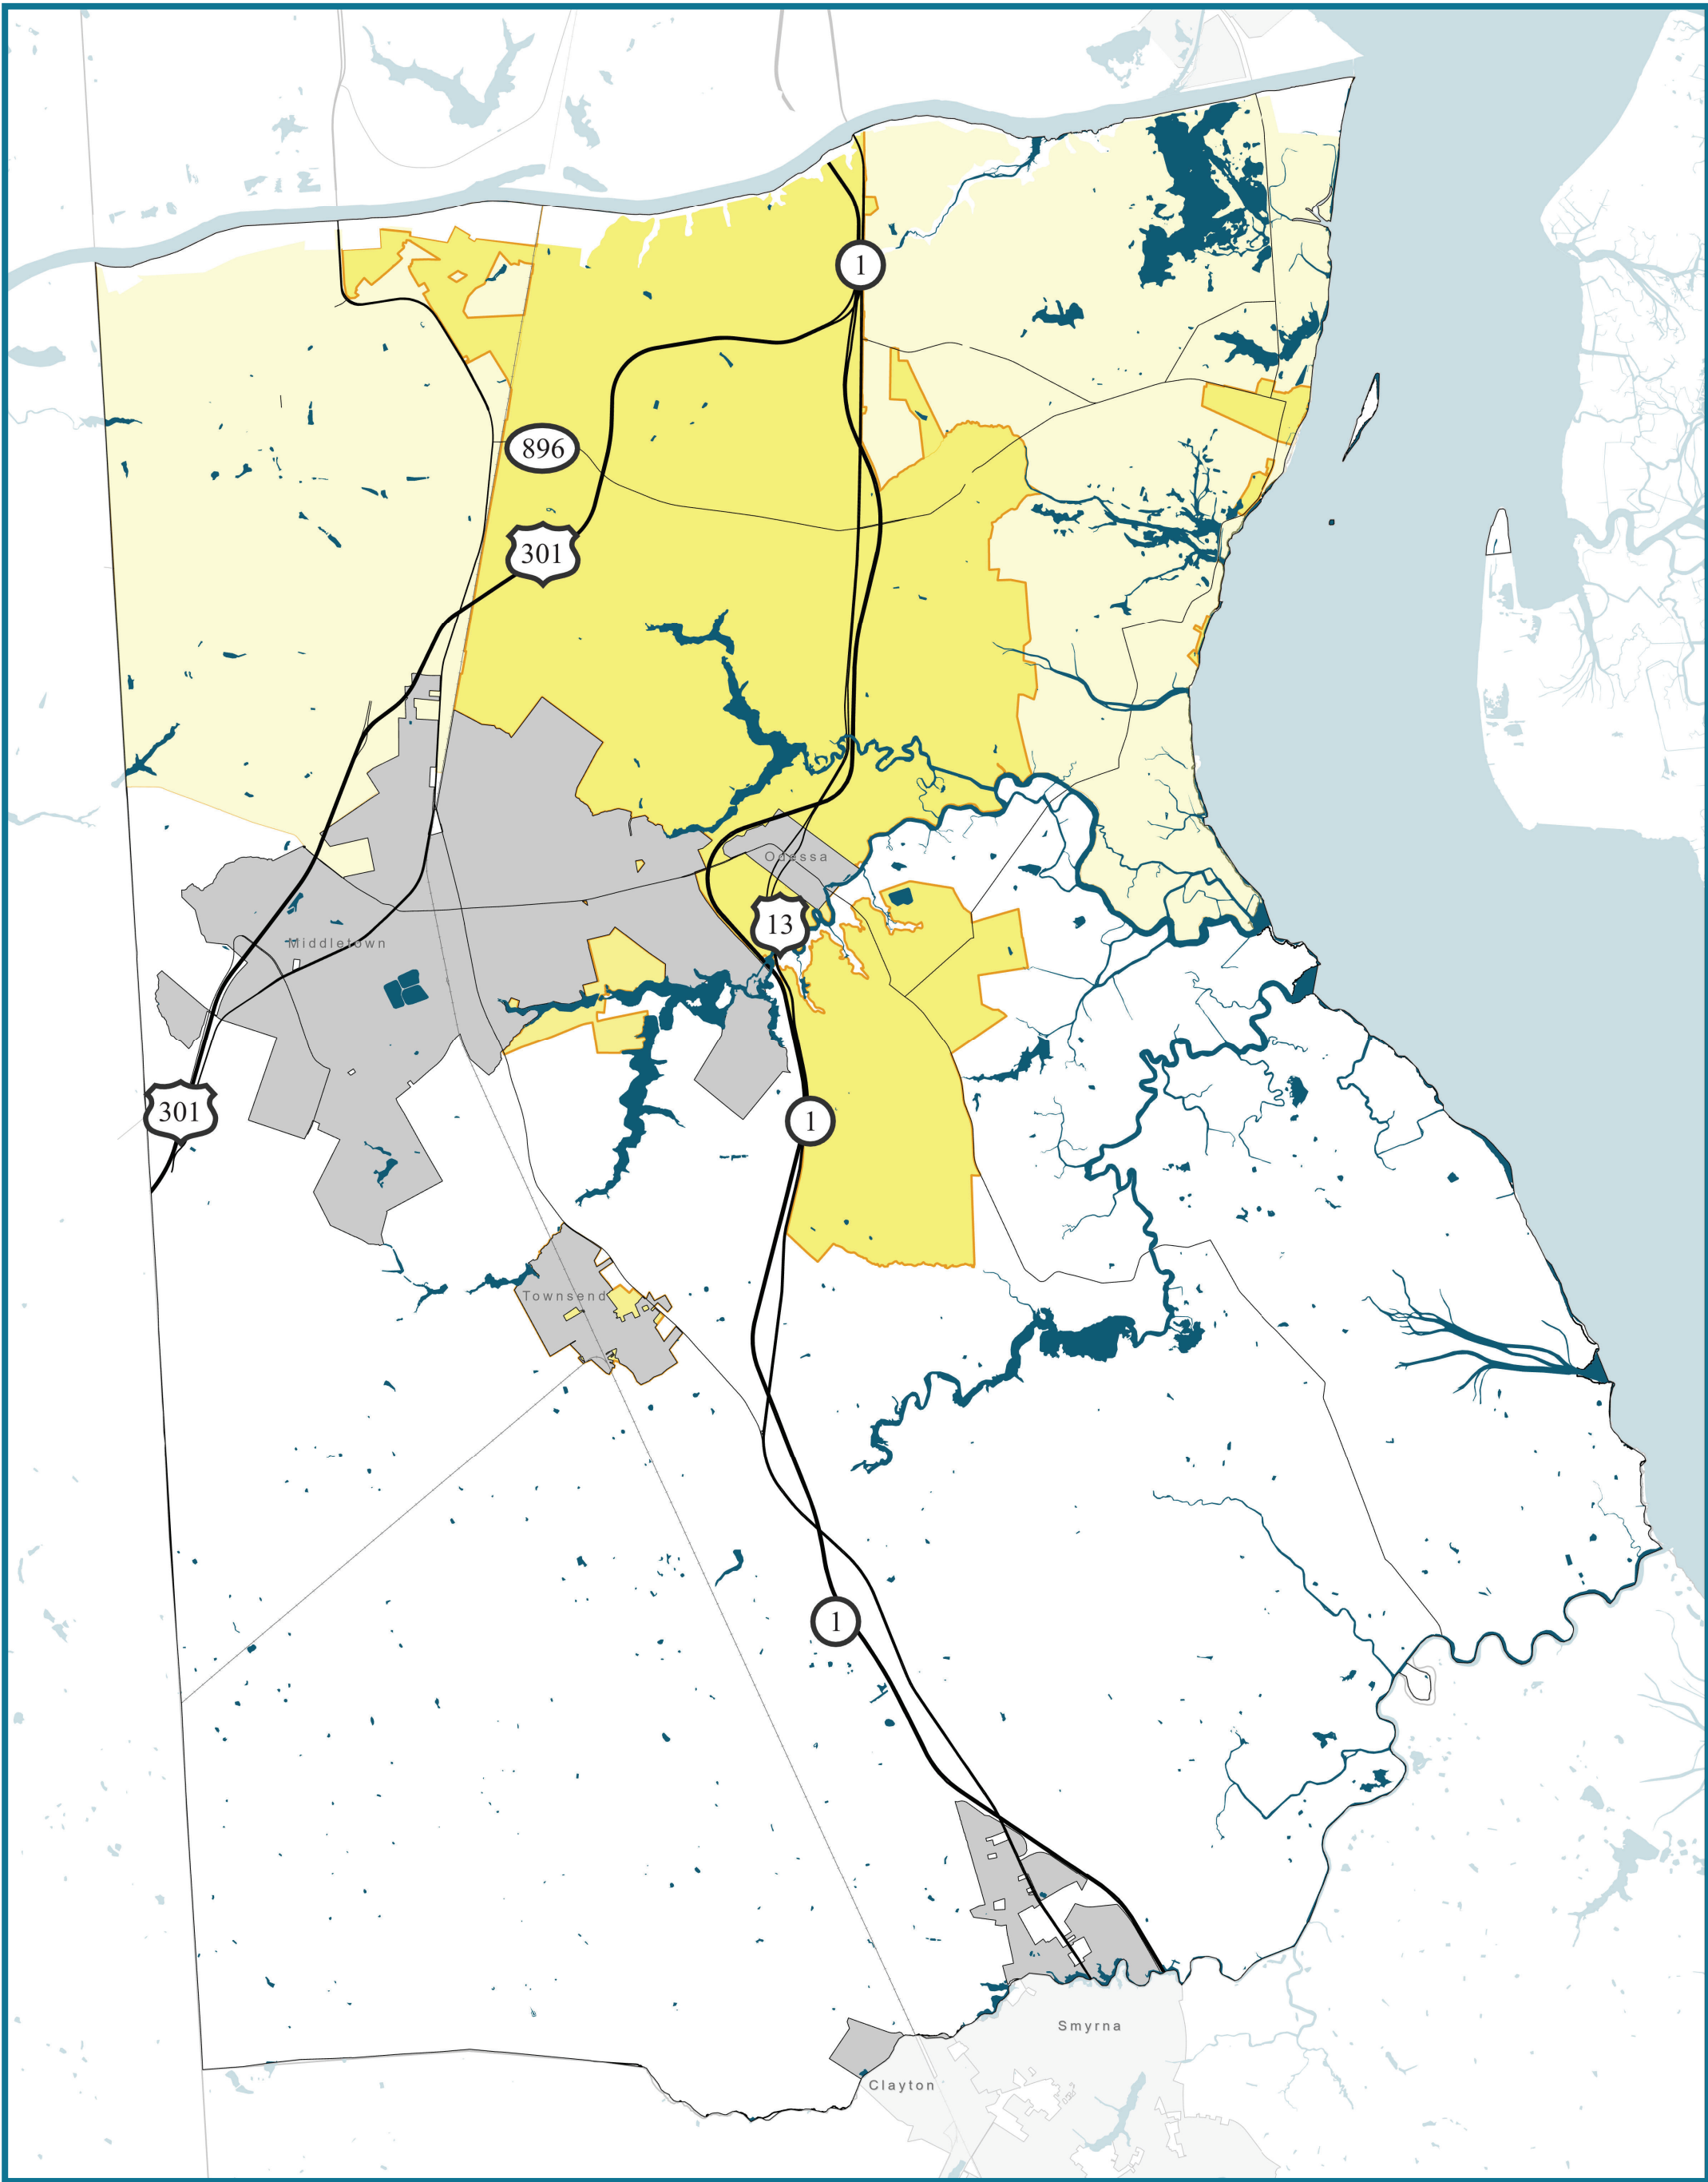 1
896
301
Odessa
13
Middletown
301
1
Townsend
1
Smyrna
Clayton